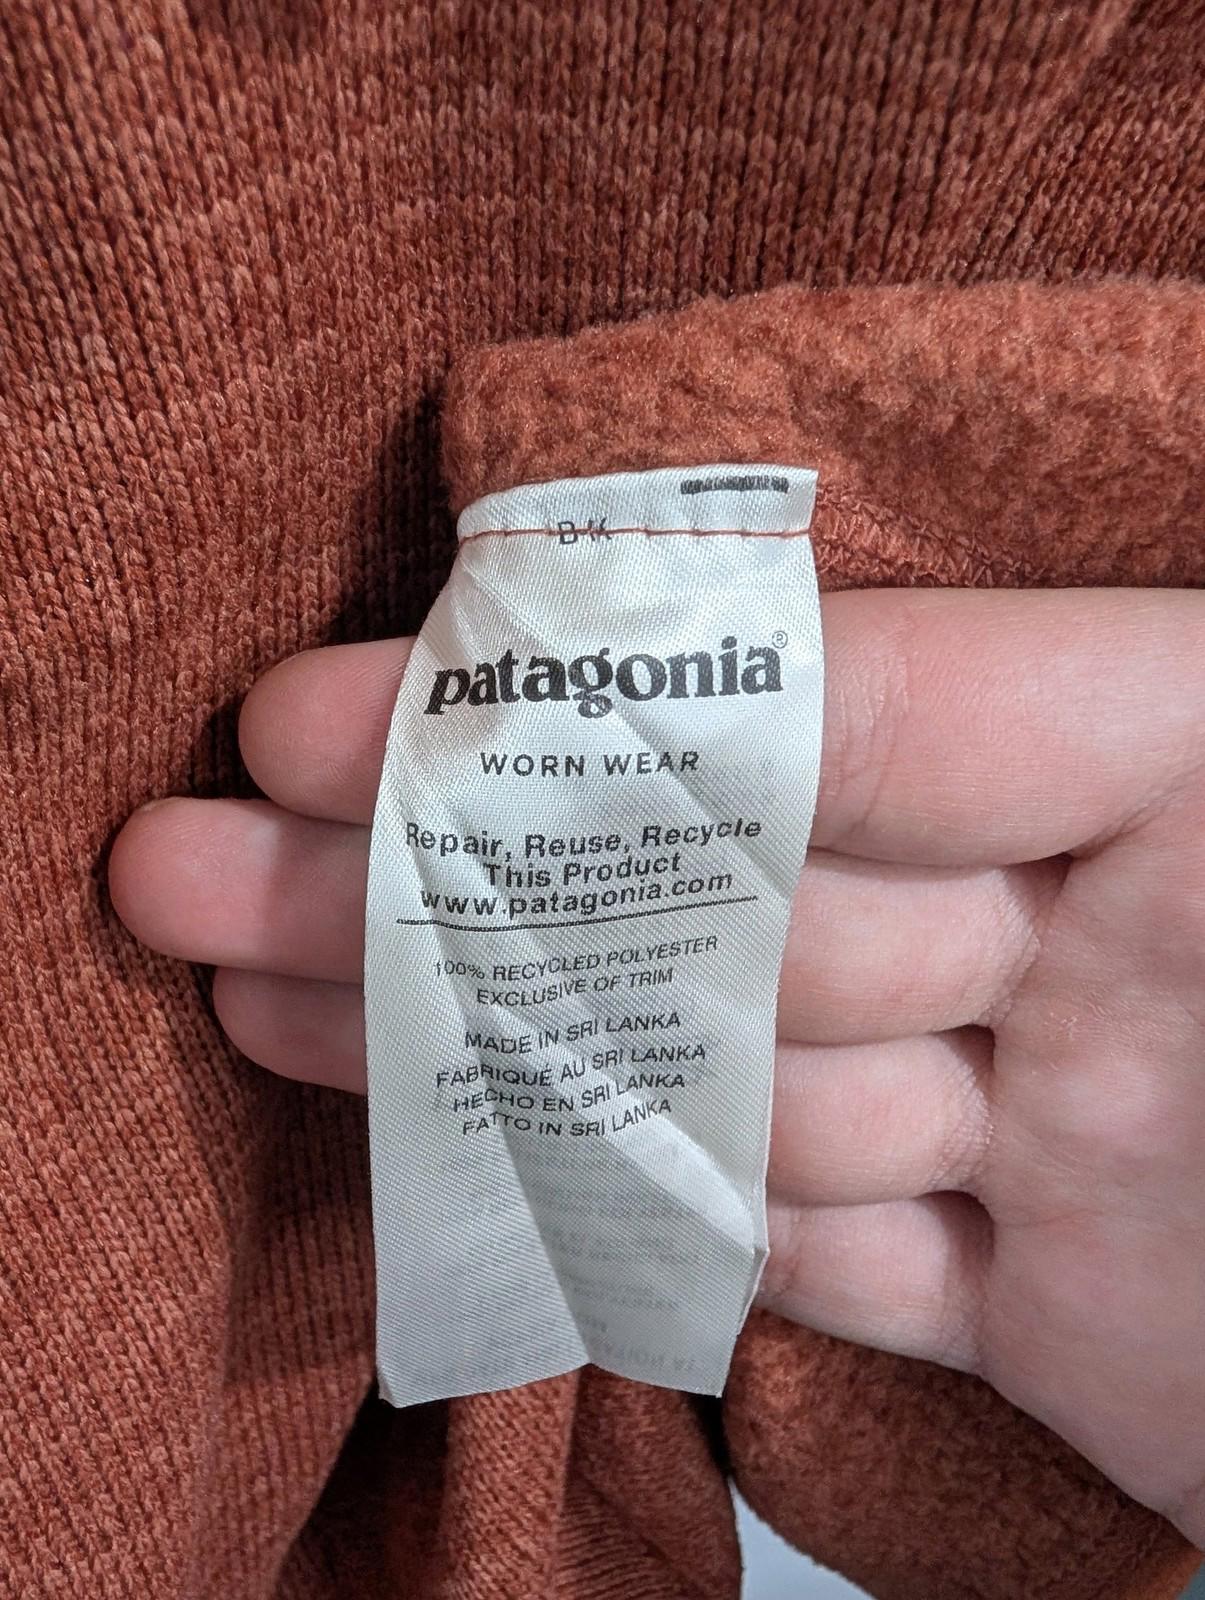 patagonia®
WORN WEAR
Repair, Reuse, Recycle
This Product
www.patagonia.com
100% RECYCLED POLYESTER
EXCLUSIVE OF TRIM
MADE IN SRI LANKA
FABRIQUÉ AU SRI LANKA
HECHO EN SRI LANKA
FATTO IN SRI LANKA